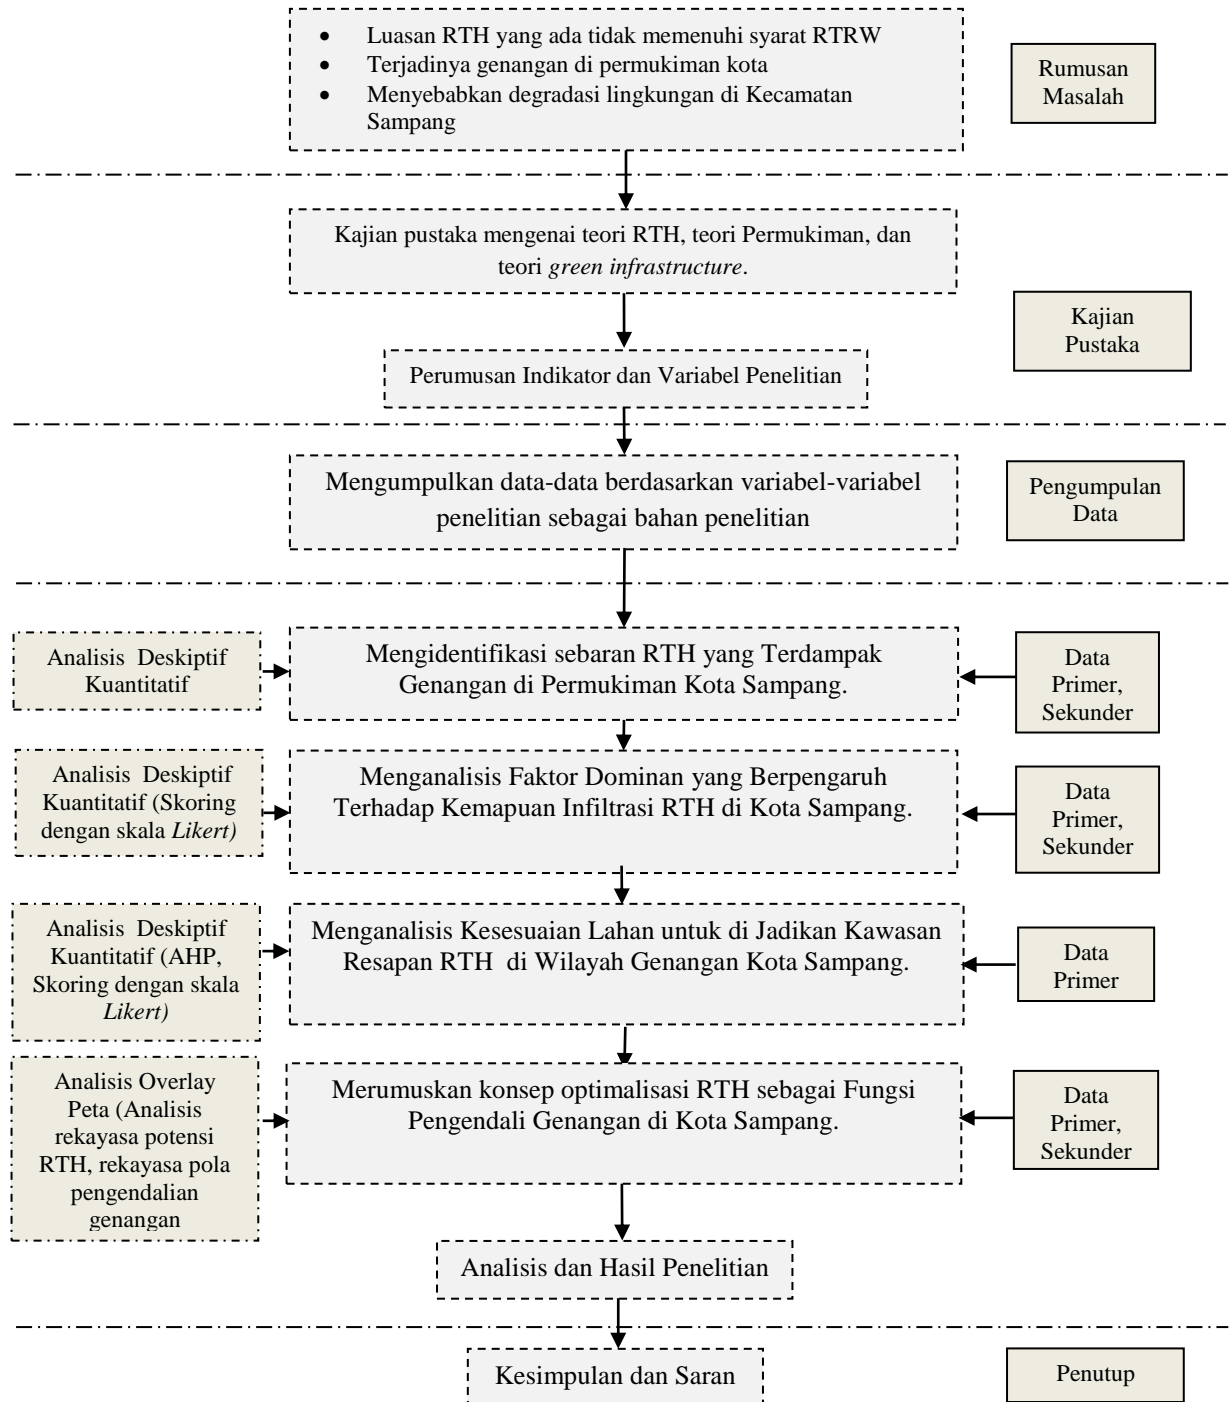 • Luasan RTH yang ada tidak memenuhi syarat RTRW
• Terjadinya genangan di permukiman kota
• Menyebabkan degradasi lingkungan di Kecamatan
Sampang
Rumusan
Masalah
Kajian pustaka mengenai teori RTH, teori Permukiman, dan
teori green infrastructure.
Kajian
Pustaka
Perumusan Indikator dan Variabel Penelitian
Mengumpulkan data-data berdasarkan variabel-variabel
penelitian sebagai bahan penelitian
Pengumpulan
Data
Analisis Deskiptif
Kuantitatif
Mengidentifikasi sebaran RTH yang Terdampak
Genangan di Permukiman Kota Sampang.
Data
Primer,
Sekunder
Analisis Deskiptif
Kuantitatif (Skoring
dengan skala Likert)
Menganalisis Faktor Dominan yang Berpengaruh
Terhadap Kemapuan Infiltrasi RTH di Kota Sampang.
Data
Primer,
Sekunder
Analisis Deskiptif
Kuantitatif (AHP,
Skoring dengan skala
Likert)
Menganalisis Kesesuaian Lahan untuk di Jadikan Kawasan
Resapan RTH di Wilayah Genangan Kota Sampang.
Data
Primer
Analisis Overlay
Peta (Analisis
rekayasa potensi
RTH, rekayasa pola
pengendalian
genangan
Merumuskan konsep optimalisasi RTH sebagai Fungsi
Pengendali Genangan di Kota Sampang.
Data
Primer,
Sekunder
Analisis dan Hasil Penelitian
Kesimpulan dan Saran
Penutup